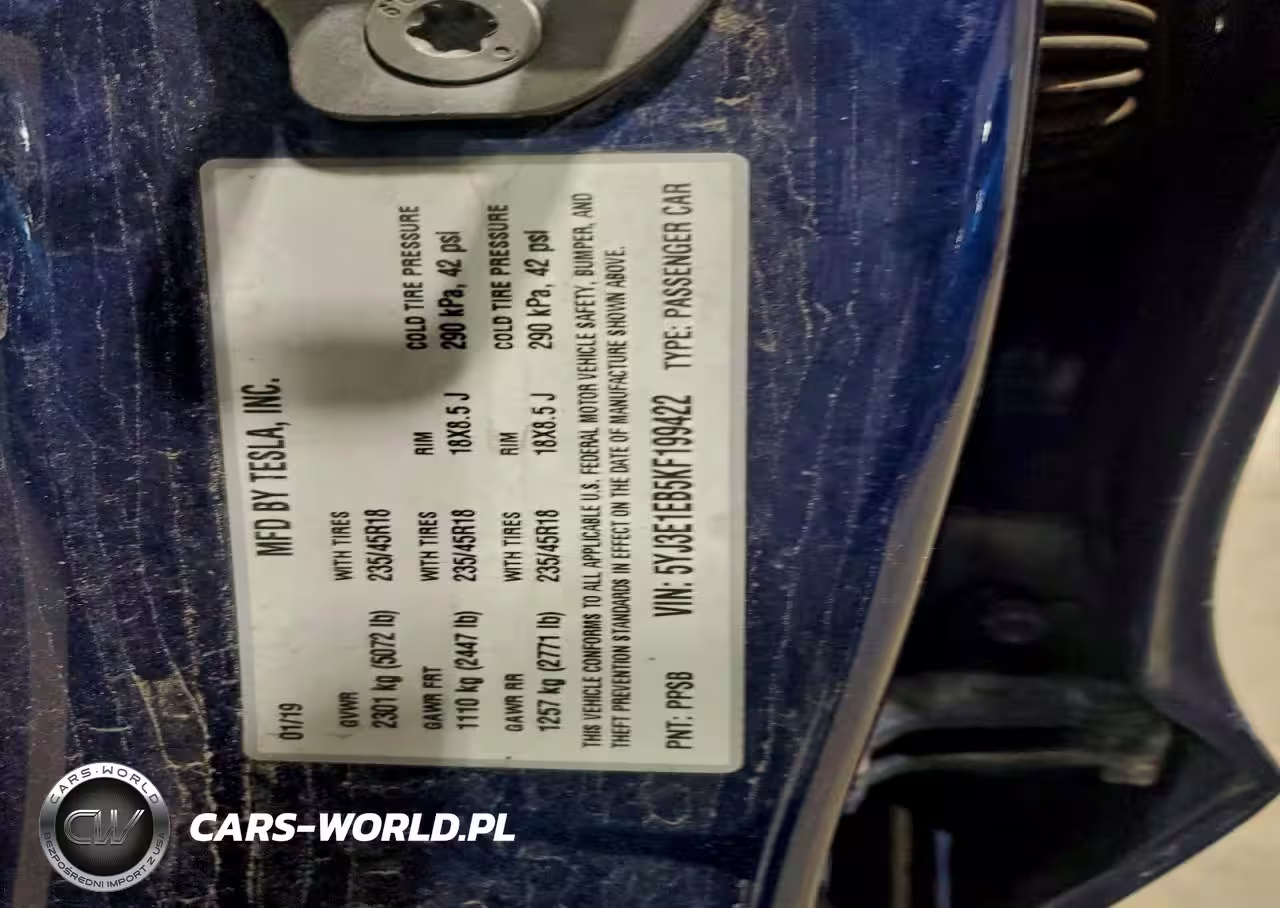 MFD BY TESLA, INC.
01/19
GVWR WITH TIRES
2301 kg (5072 lb) 235/45R18
GAWR FRT WITH TIRES RIM COLD TIRE PRESSURE
1110 kg (2447 lb) 235/45R18 18X8.5 J 290 kPa, 42 psi
GAWR RR WITH TIRES RIM COLD TIRE PRESSURE
1257 kg (2771 lb) 235/45R18 18X8.5 J 290 kPa, 42 psi
THIS VEHICLE CONFORMS TO ALL APPLICABLE U.S. FEDERAL MOTOR VEHICLE SAFETY, BUMPER, AND
THEFT PREVENTION STANDARDS IN EFFECT ON THE DATE OF MANUFACTURE SHOWN ABOVE.
PNT: PPSB VIN: 5YJ3E1EB5KF199422 TYPE: PASSENGER CAR
CARS-WORLD
CW
BEZPOŚREDNI IMPORT Z USA
CARS-WORLD.PL